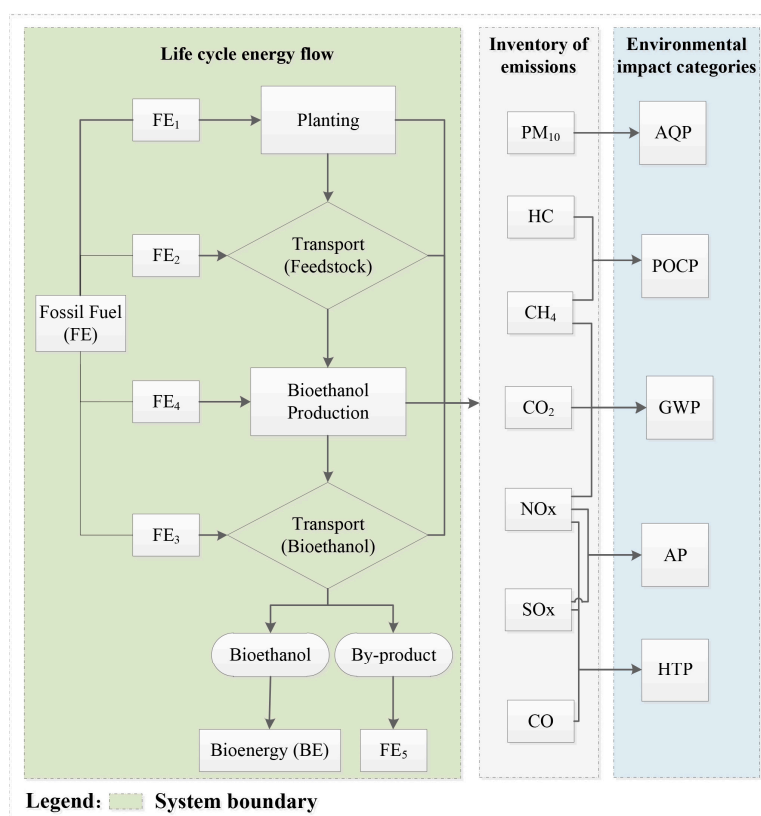 Life cycle energy flow
Inventory of
emissions
Environmental
impact categories
FE₁
Planting
PM₁₀
AQP
HC
FE₂
Transport
(Feedstock)
POCP
Fossil Fuel
(FE)
CH₄
FE₄
Bioethanol
Production
CO₂
GWP
NOx
FE₃
Transport
(Bioethanol)
AP
SOx
Bioethanol
By-product
HTP
CO
Bioenergy (BE)
FE₅
Legend: System boundary